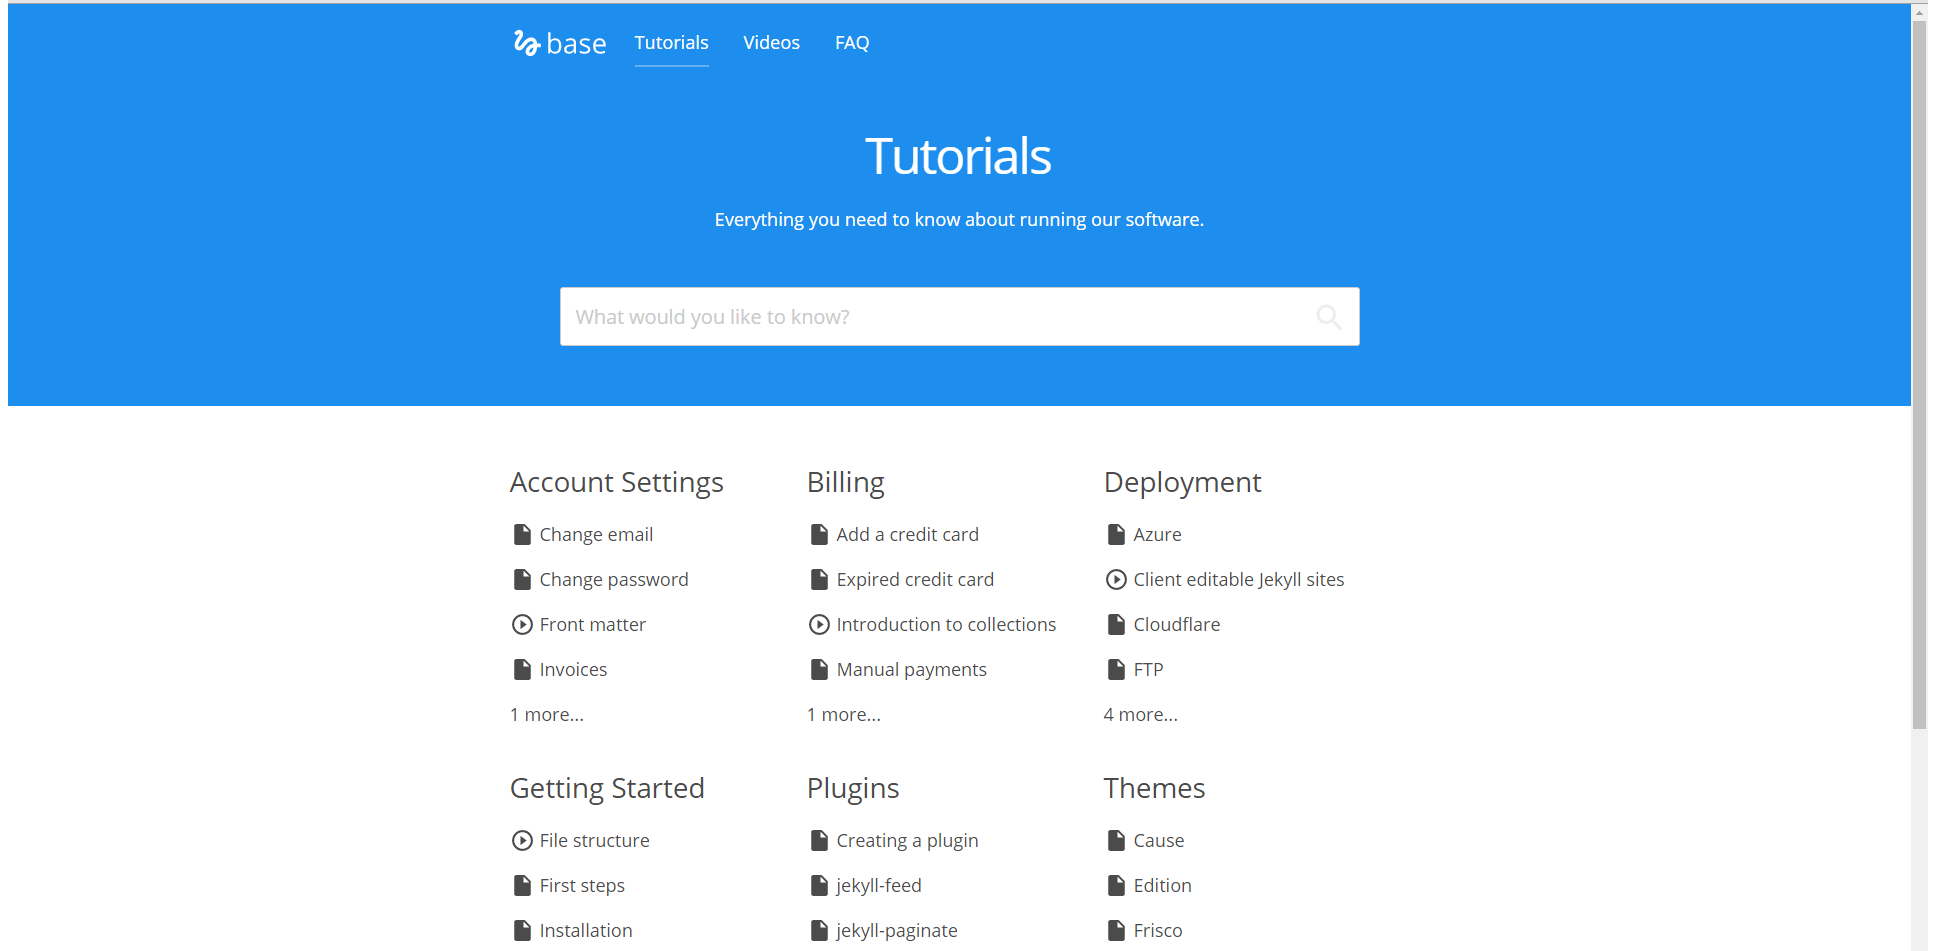 base Tutorials Videos FAQ
Tutorials
Everything you need to know about running our software.
What would you like to know?
Account Settings
Change email
Change password
Front matter
Invoices
1 more...
Billing
Add a credit card
Expired credit card
Introduction to collections
Manual payments
1 more...
Deployment
Azure
Client editable Jekyll sites
Cloudflare
FTP
4 more...
Getting Started
File structure
First steps
Installation
Plugins
Creating a plugin
jekyll-feed
jekyll-paginate
Themes
Cause
Edition
Frisco